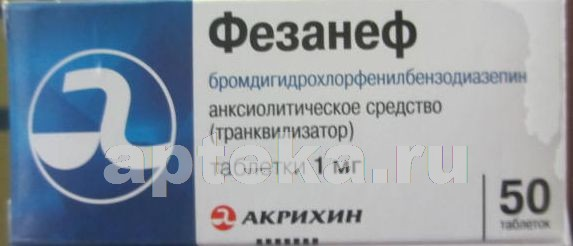 Фезанеф
бромдигидрохлорфенилбензодиазепин
анксиолитическое средство
(транквилизатор)
таблетки 1 мг
apteka.ru
АКРИХИН
50
таблеток